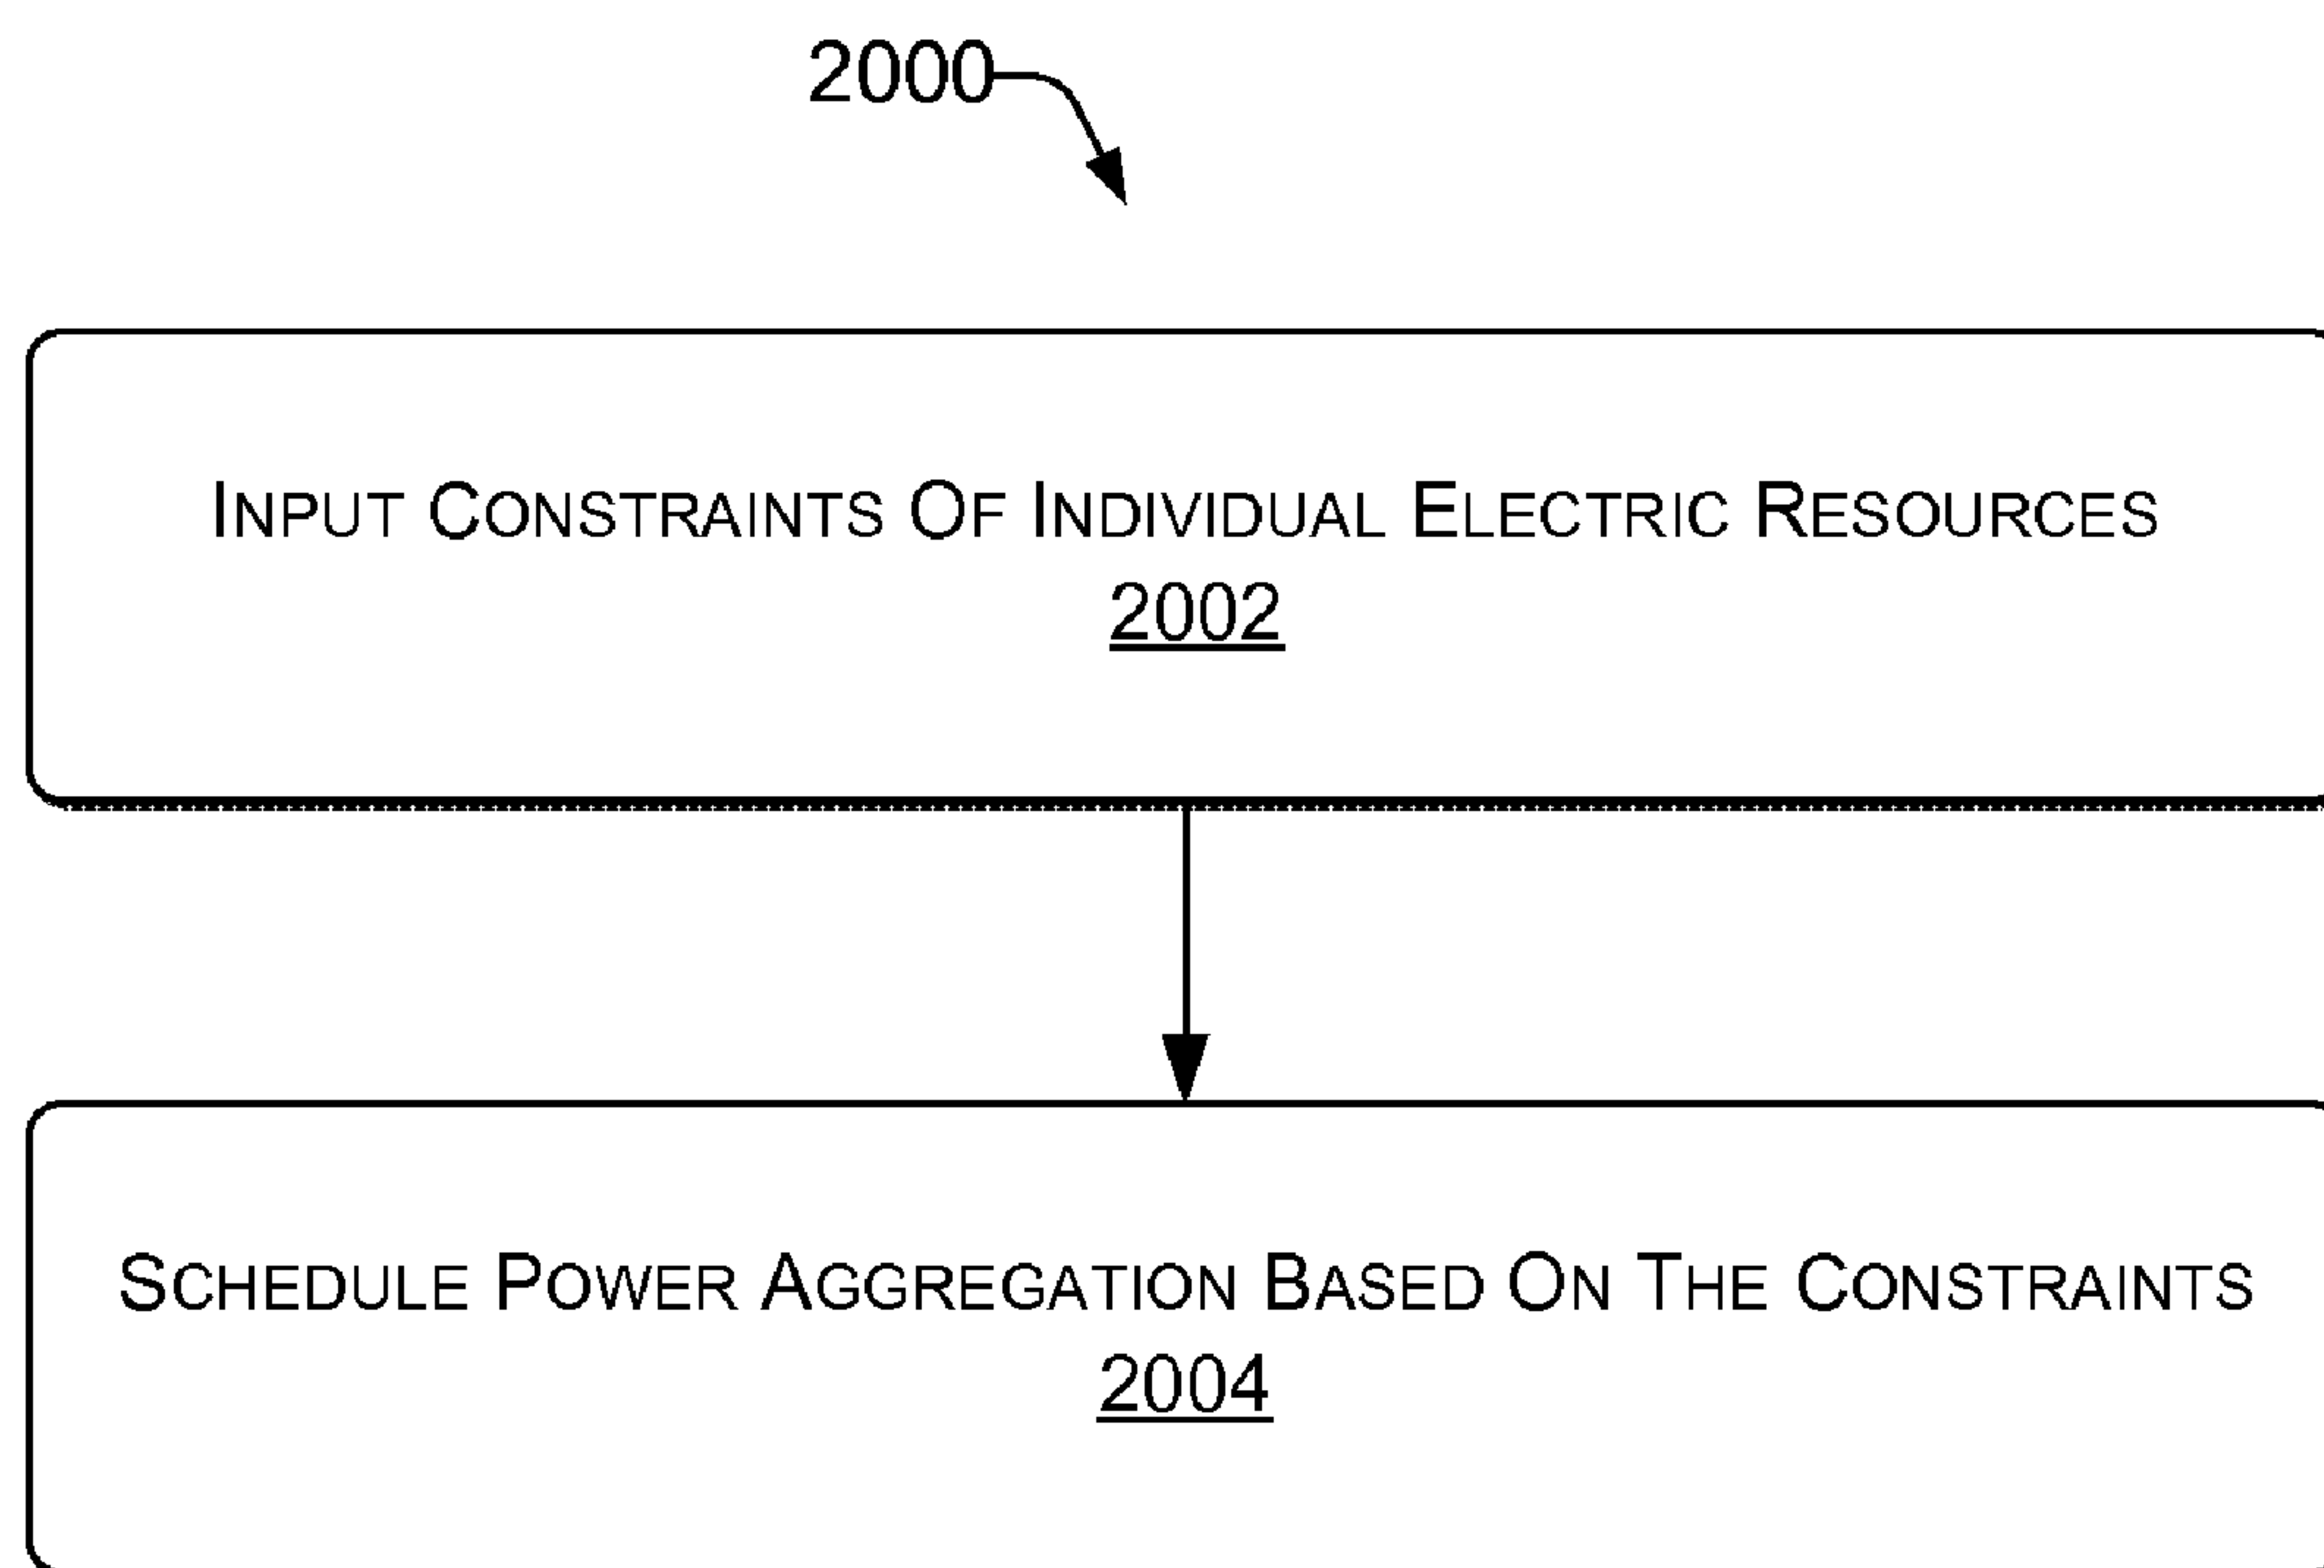 2000
INPUT CONSTRAINTS OF INDIVIDUAL ELECTRIC RESOURCES
2002
SCHEDULE POWER AGGREGATION BASED ON THE CONSTRAINTS
2004